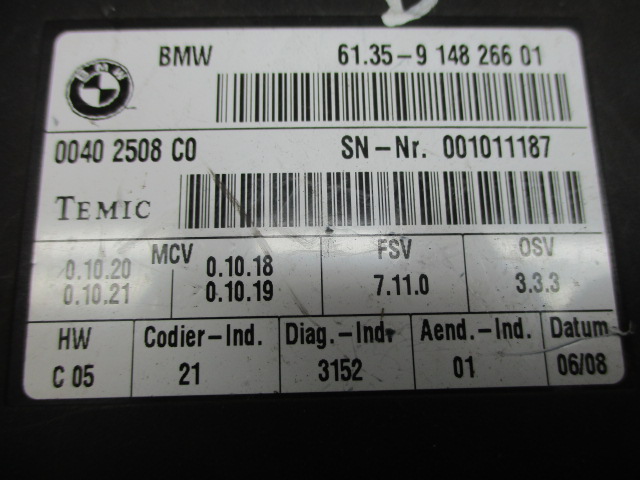 BMW 61.35-9 148 266 01
BMW
0040 2508 C0 SN-Nr. 001011187
TEMIC
MCV FSV OSV
0.10.20 0.10.18 7.11.0 3.3.3
0.10.21 0.10.19
HW Codier-Ind. Diag.-Ind. Aend.-Ind. Datum
C 05 21 3152 01 06/08